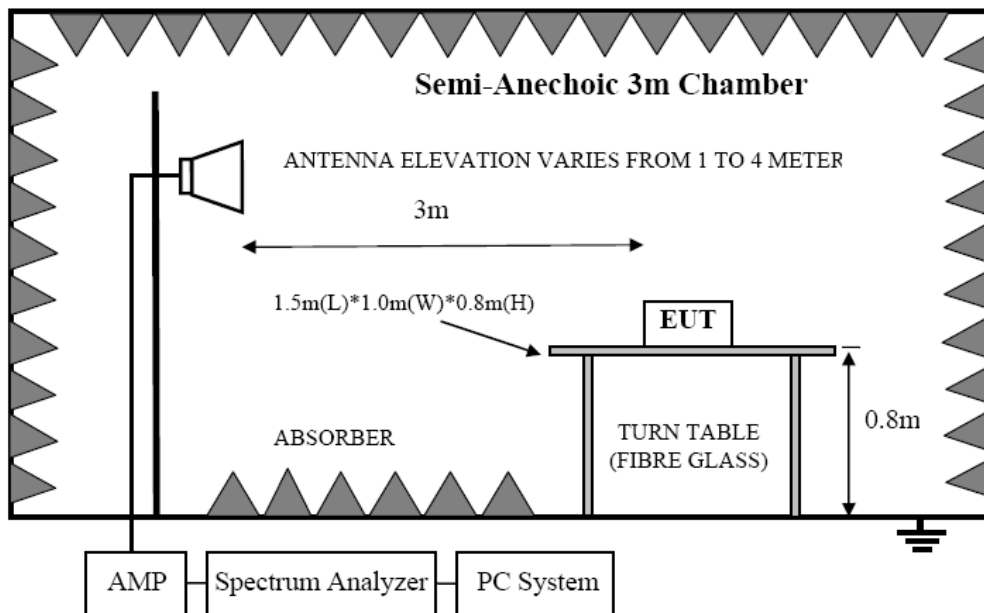 Semi-Anechoic 3m Chamber
ANTENNA ELEVATION VARIES FROM 1 TO 4 METER
3m
1.5m(L)*1.0m(W)*0.8m(H)
EUT
0.8m
ABSORBER
TURN TABLE
(FIBRE GLASS)
AMP
Spectrum Analyzer
PC System